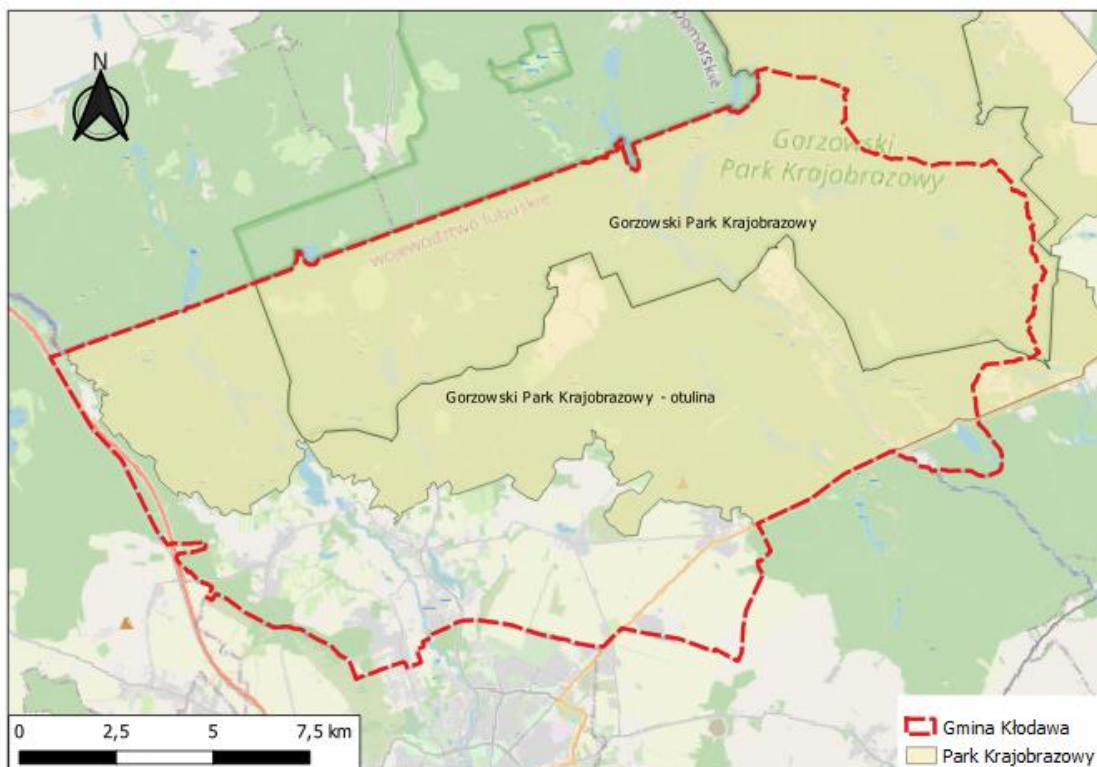 N
pomorskie
Gorzowski
Park Krajobrazowy
Gorzowski Park Krajobrazowy
województwo lubuskie
Gorzowski Park Krajobrazowy - otulina
0 2,5 5 7,5 km
Gmina Kłodawa
Park Krajobrazowy